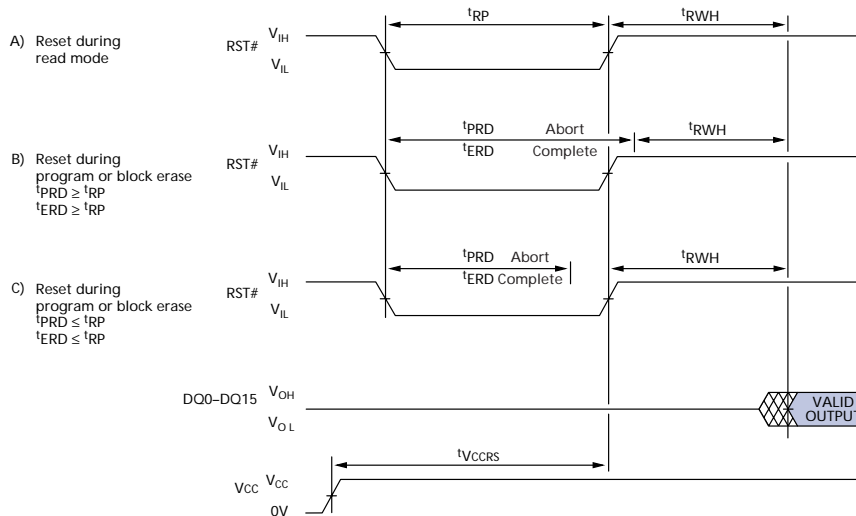 tRP
tRWH
A) Reset during
read mode
RST#
VIH
VIL
tPRD Abort
tERD Complete
tRWH
B) Reset during
program or block erase
tPRD ≥ tRP
tERD ≥ tRP
RST#
VIH
VIL
tPRD Abort
tERD Complete
tRWH
C) Reset during
program or block erase
tPRD ≤ tRP
tERD ≤ tRP
RST#
VIH
VIL
DQ0–DQ15
VOH
VOL
VALID
OUTPUT
tVCCRS
VCC
VCC
0V